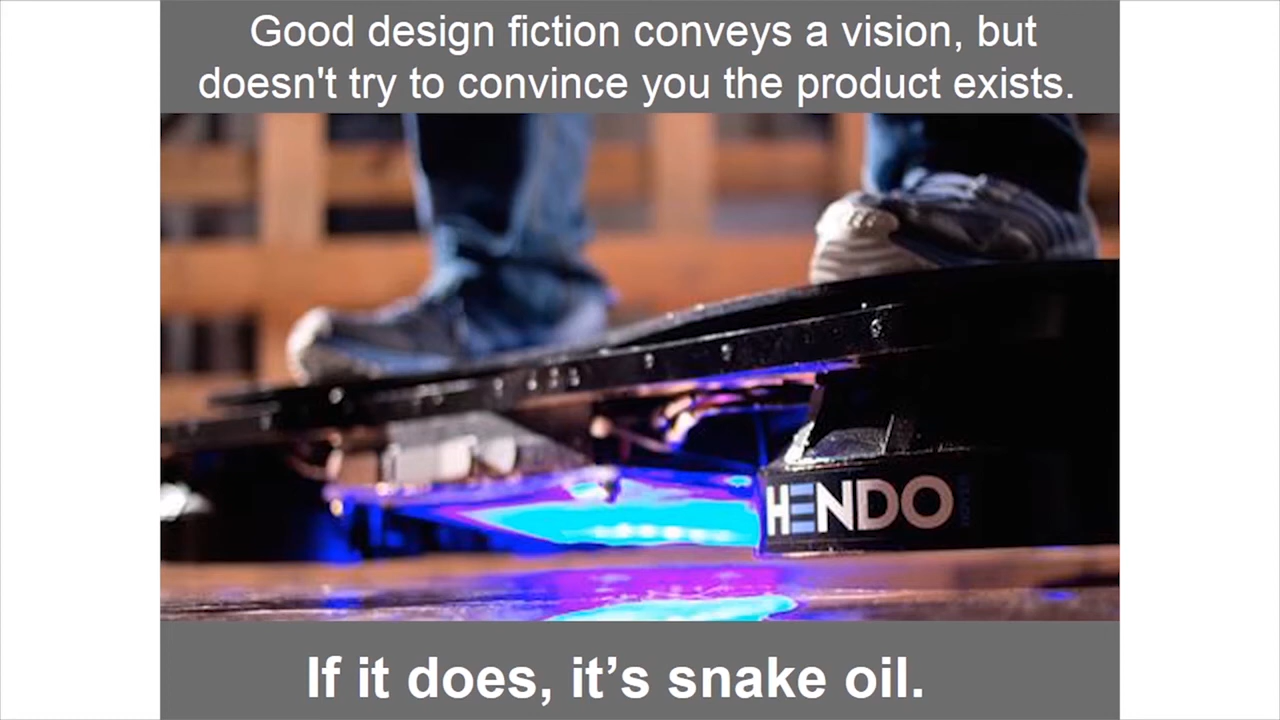 Good design fiction conveys a vision, but
doesn't try to convince you the product exists.
HENDO
If it does, it’s snake oil.